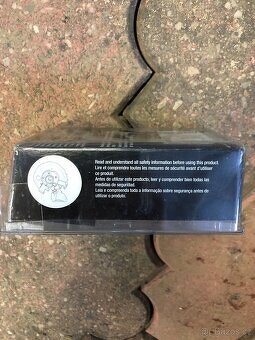 Read and understand all safety information before using this product.
Lire et comprendre toutes les mesures de sécurité avant d'utiliser
ce produit.
Antes de utilizar este producto, leer y comprender bien todas las
medidas de seguridad.
Leia e compreenda toda a informação sobre segurança antes de
utilizar o produto.